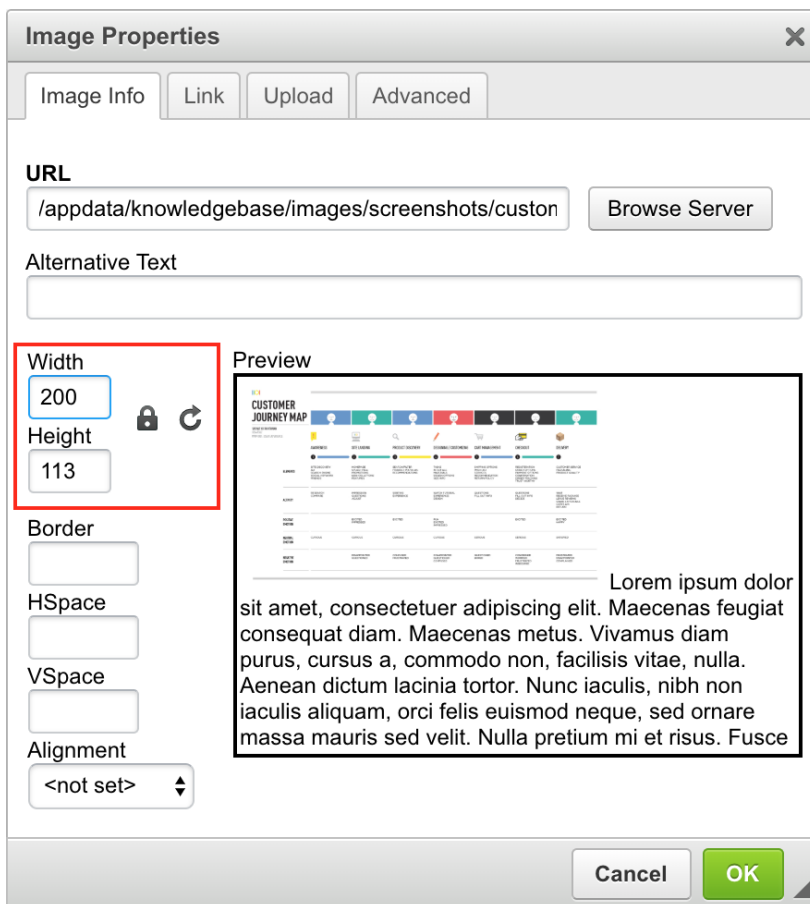 Image Properties
Image Info
Link
Upload
Advanced
URL
/appdata/knowledgebase/images/screenshots/custon
Browse Server
Alternative Text
Width
200
Height
113
Border
HSpace
VSpace
Alignment
<not set>
Preview
CUSTOMER
JOURNEY MAP
Lorem ipsum dolor
sit amet, consectetuer adipiscing elit. Maecenas feugiat
consequat diam. Maecenas metus. Vivamus diam
purus, cursus a, commodo non, facilisis vitae, nulla.
Aenean dictum lacinia tortor. Nunc iaculis, nibh non
iaculis aliquam, orci felis euismod neque, sed ornare
massa mauris sed velit. Nulla pretium mi et risus. Fusce
Cancel
OK